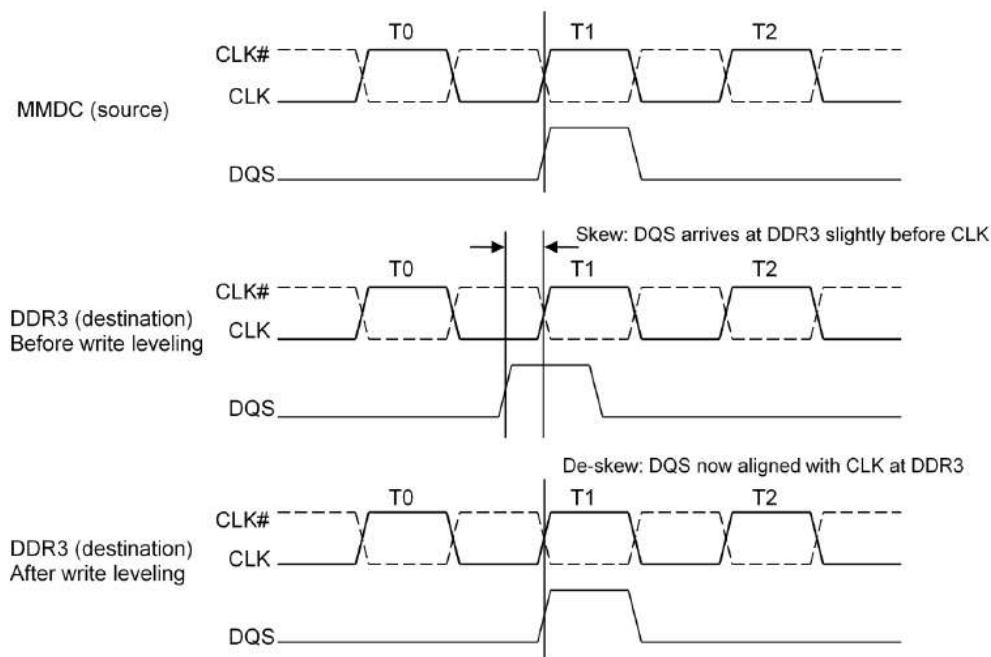 T0 T1 T2
CLK#
CLK
MMDC (source)
DQS
Skew: DQS arrives at DDR3 slightly before CLK
T0 T1 T2
CLK#
DDR3 (destination)
CLK
Before write leveling
DQS
De-skew: DQS now aligned with CLK at DDR3
T0 T1 T2
CLK#
DDR3 (destination)
CLK
After write leveling
DQS